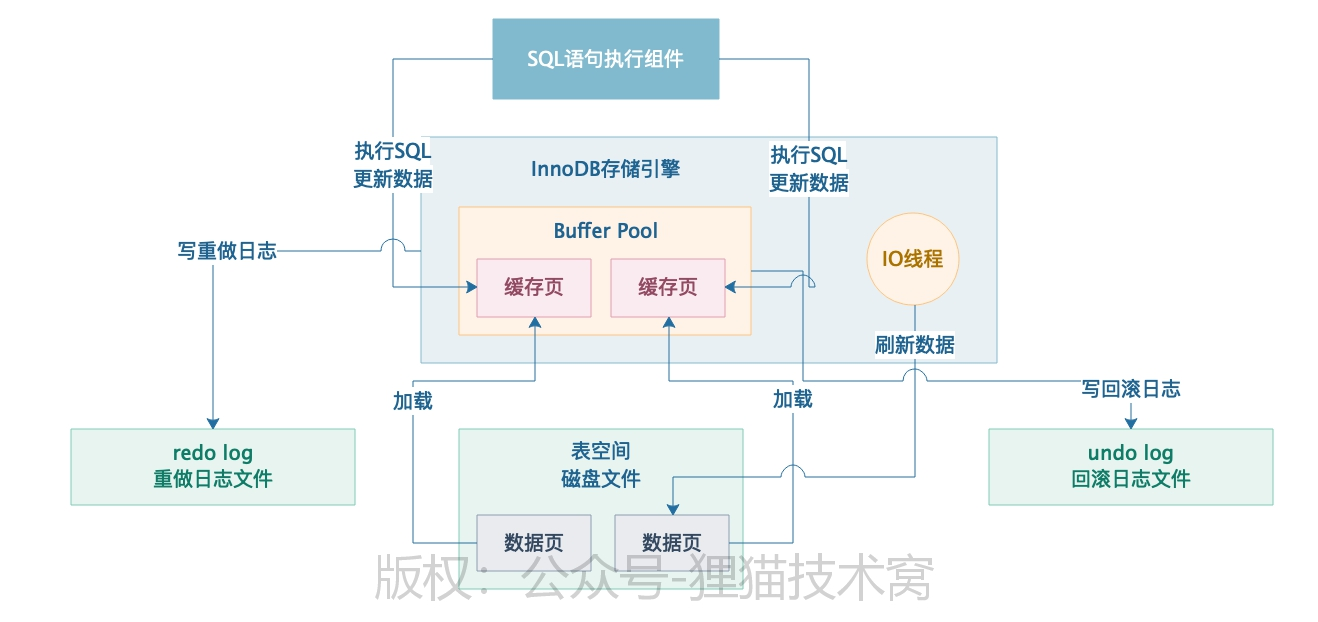 SQL语句执行组件
执行SQL
更新数据
InnoDB存储引擎
执行SQL
更新数据
Buffer Pool
缓存页
缓存页
IO线程
写重做日志
刷新数据
加载
加载
写回滚日志
redo log
重做日志文件
表空间
磁盘文件
undo log
回滚日志文件
数据页
数据页
版权：公众号-狸猫技术窝